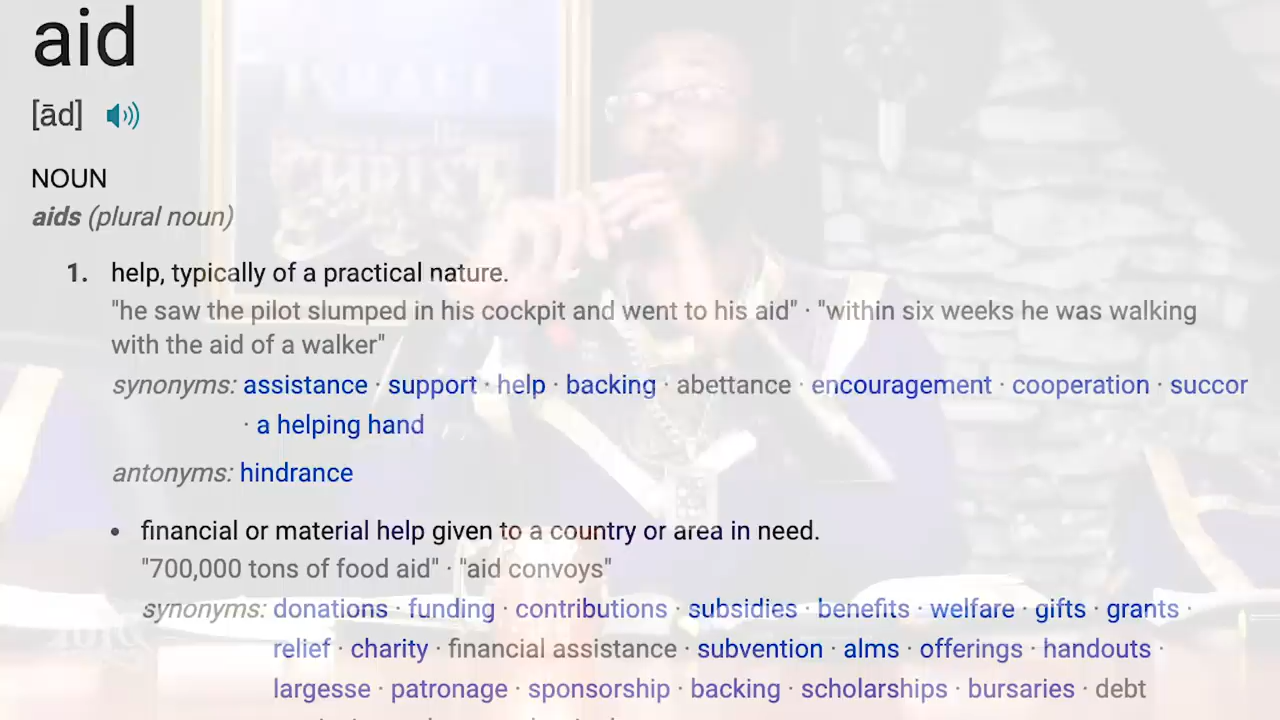 aid
[ād]
NOUN
aids (plural noun)
1. help, typically of a practical nature.
"he saw the pilot slumped in his cockpit and went to his aid" · "within six weeks he was walking
with the aid of a walker"
synonyms: assistance · support · help · backing · abettance · encouragement · cooperation · succor
· a helping hand
antonyms: hindrance
• financial or material help given to a country or area in need.
"700,000 tons of food aid" · "aid convoys"
synonyms: donations · funding · contributions · subsidies · benefits · welfare · gifts · grants ·
relief · charity · financial assistance · subvention · alms · offerings · handouts ·
largesse · patronage · sponsorship · backing · scholarships · bursaries · debt
ISRAEL
CHRIST